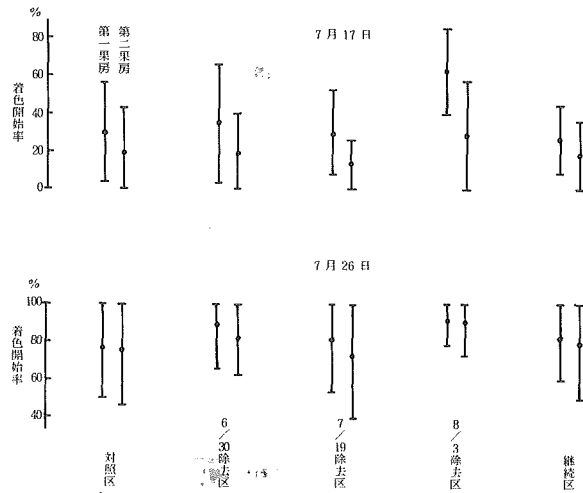 %
80
60
40
20
0
着色開始率
第一果房
第二果房
7月17日
7月26日
%
100
80
60
40
着色開始率
対照区
6/30除去区
7/19除去区
8/3除去区
継続区